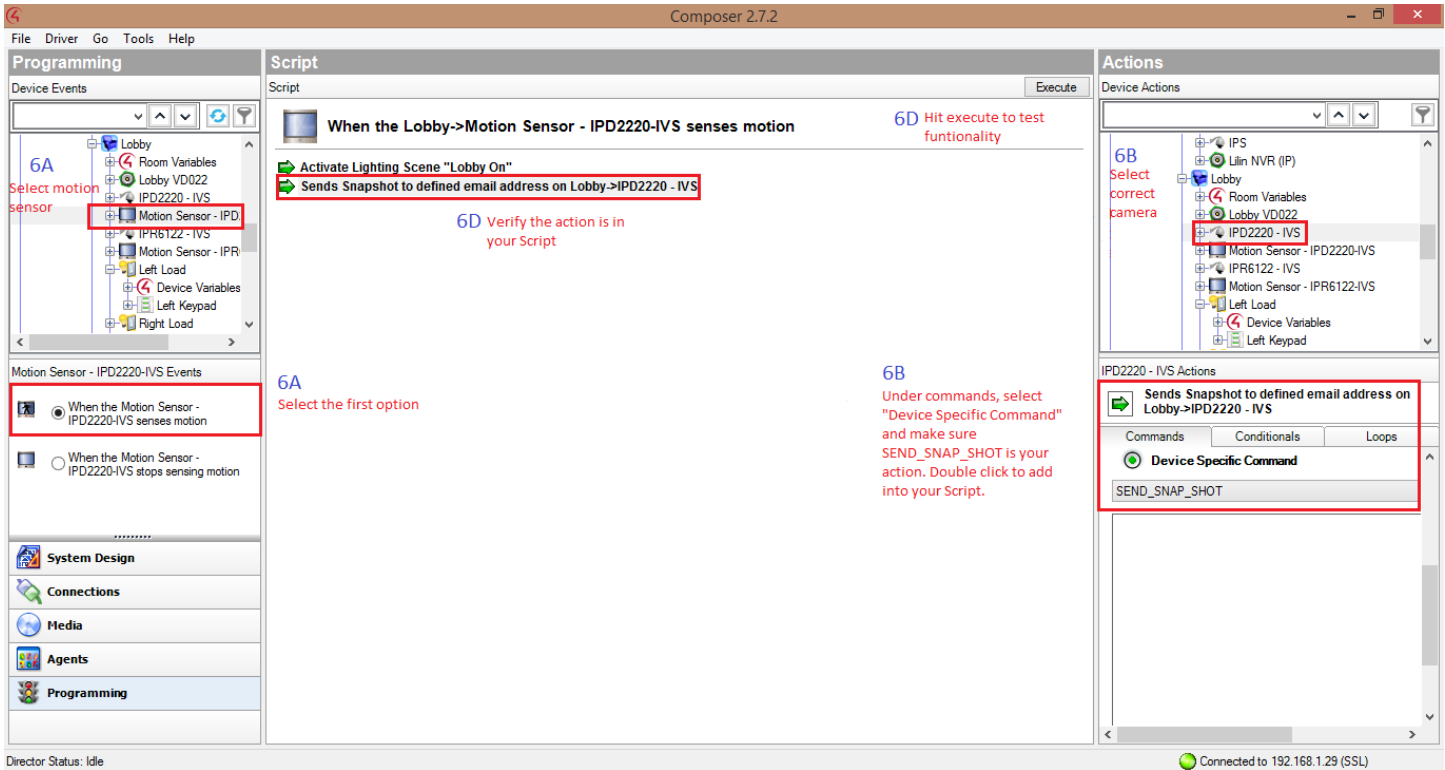 Composer 2.7.2
File Driver Go Tools Help
Programming
Device Events
Lobby
Room Variables
Lobby VD022
IPD2220 - IVS
Motion Sensor - IPD:
IPR6122 - IVS
Motion Sensor - IPR
Left Load
Device Variables
Left Keypad
Right Load
6A
Select motion
sensor
Motion Sensor - IPD2220-IVS Events
When the Motion Sensor -
IPD2220-IVS senses motion
When the Motion Sensor -
IPD2220-IVS stops sensing motion
System Design
Connections
Media
Agents
Programming
Script
Script
Execute
When the Lobby->Motion Sensor - IPD2220-IVS senses motion
6D Hit execute to test
funtionality
Activate Lighting Scene "Lobby On"
Sends Snapshot to defined email address on Lobby->IPD2220 - IVS
6D Verify the action is in
your Script
6A
Select the first option
6B
Under commands, select
"Device Specific Command"
and make sure
SEND_SNAP_SHOT is your
action. Double click to add
into your Script.
Actions
Device Actions
IPS
Lilin NVR (IP)
Lobby
Room Variables
Lobby VD022
IPD2220 - IVS
Motion Sensor - IPD2220-IVS
IPR6122 - IVS
Motion Sensor - IPR6122-IVS
Left Load
Device Variables
Left Keypad
6B
Select
correct
camera
IPD2220 - IVS Actions
Sends Snapshot to defined email address on
Lobby->IPD2220 - IVS
Commands Conditionals Loops
Device Specific Command
SEND_SNAP_SHOT
Director Status: Idle
Connected to 192.168.1.29 (SSL)